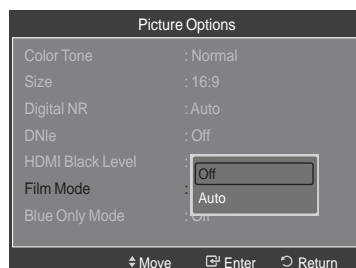 Picture Options
Color Tone : Normal
Size : 16:9
Digital NR : Auto
DNIe : Off
HDMI Black Level :
Off
Film Mode :
Auto
Blue Only Mode : Off
Move Enter Return